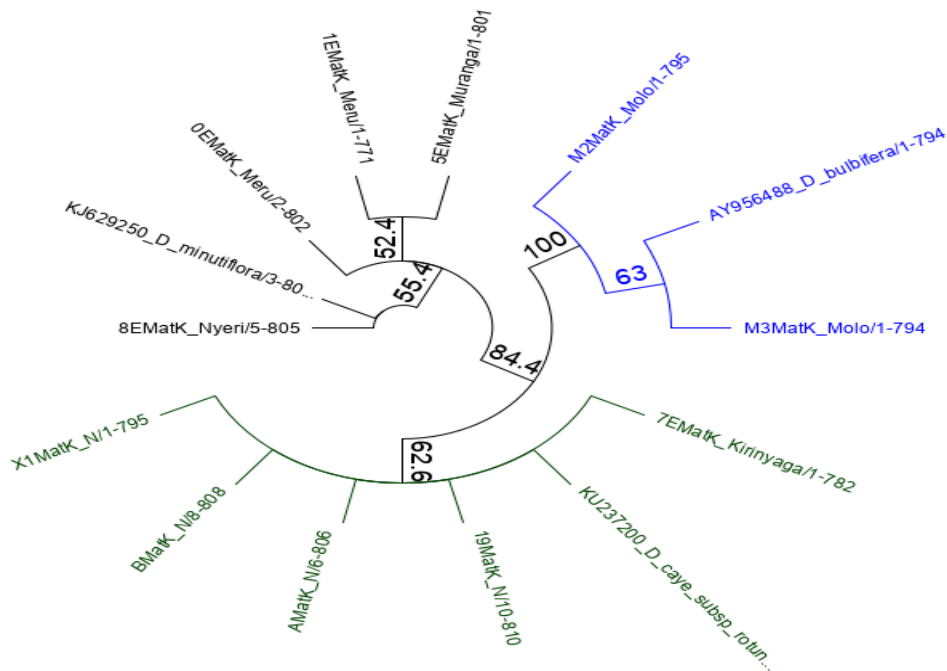 1EMatK_Meru/1-771
5EMatK_Muranga/1-801
M2MatK_Molo/1-795
AY956488_D_bulbifera/1-794
0EMatK_Meru/2-802
KJ629250_D_minutiflora/3-80...
8EMatK_Nyeri/5-805
M3MatK_Molo/1-794
52.4
55.4
100
63
84.4
62.6
X1MatK_N/1-795
BMatK_N/8-808
AMatK_N/6-806
19MatK_N/10-810
KU237200_D_caye_subsp_rotun...
7EMatK_Kirinyaga/1-782